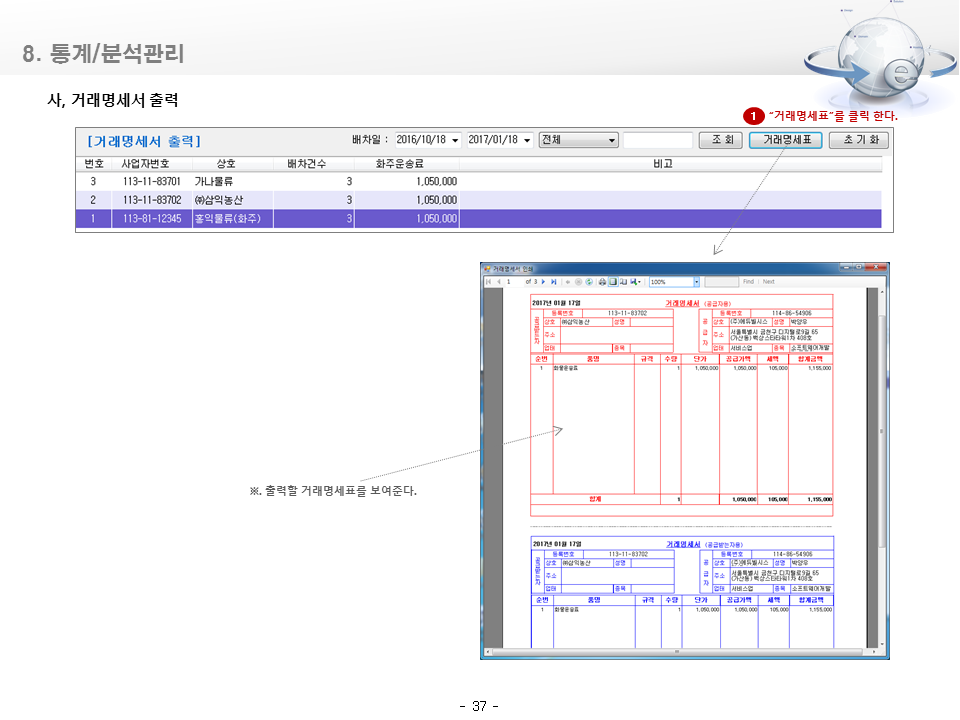 8. 통계/분석관리
사, 거래명세서 출력
1 "거래명세표"를 클릭 한다.
[거래명세서 출력] 배차일 : 2016/10/18 2017/01/18 전체 조 회 거래명세표 초 기 화
번호 사업자번호 상호 배차건수 화주운송료 비고
3 113-11-83701 가나물류 3 1,050,000
2 113-11-83702 ㈜삼익농산 3 1,050,000
1 113-81-12345 홍익물류(화주) 3 1,050,000
거래명세서 인쇄
1 of 3 100% Find Next
2017년 01월 17일 거래명세서 (공급자용)
등록번호 113-11-83702 등록번호 114-86-54906
공급받는자 상호 ㈜삼익농산 성명 공급자 상호 (주)에듀빌시스 성명 박양우
주소 주소 서울특별시 금천구 디지털로9길 65
(가산동) 백상스타타워1차 408호
업태 종목 업태 서비스업 종목 소프트웨어개발
순번 품명 규격 수량 단가 공급가액 세액 합계금액
1 화물운송료 1 1,050,000 1,050,000 105,000 1,155,000
※. 출력할 거래명세표를 보여준다.
합계 1 1,050,000 105,000 1,155,000
2017년 01월 17일 거래명세서 (공급받는자용)
등록번호 113-11-83702 등록번호 114-86-54906
공급받는자 상호 ㈜삼익농산 성명 공급자 상호 (주)에듀빌시스 성명 박양우
주소 주소 서울특별시 금천구 디지털로9길 65
(가산동) 백상스타타워1차 408호
업태 종목 업태 서비스업 종목 소프트웨어개발
순번 품명 규격 수량 단가 공급가액 세액 합계금액
1 화물운송료 1 1,050,000 1,050,000 105,000 1,155,000
- 37 -